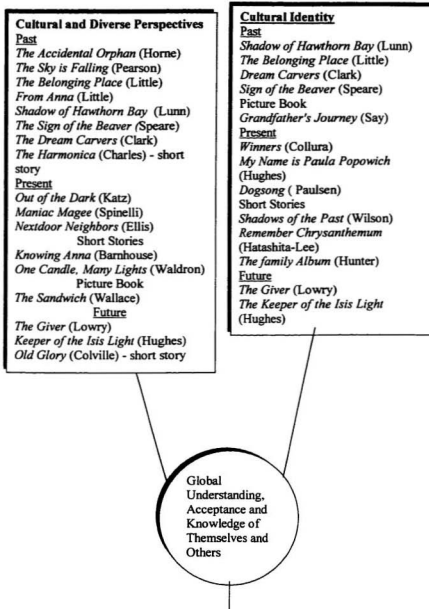 Cultural and Diverse Perspectives
Past
The Accidental Orphan (Horne)
The Sky is Falling (Pearson)
The Belonging Place (Little)
From Anna (Little)
Shadow of Hawthorn Bay (Lunn)
The Sign of the Beaver (Speare)
The Dream Carvers (Clark)
The Harmonica (Charles) - short
story
Present
Out of the Dark (Katz)
Maniac Magee (Spinelli)
Nextdoor Neighbors (Ellis)
Short Stories
Knowing Anna (Barnhouse)
One Candle, Many Lights (Waldron)
Picture Book
The Sandwich (Wallace)
Future
The Giver (Lowry)
Keeper of the Isis Light (Hughes)
Old Glory (Colville) - short story
Cultural Identity
Past
Shadow of Hawthorn Bay (Lunn)
The Belonging Place (Little)
Dream Carvers (Clark)
Sign of the Beaver (Speare)
Picture Book
Grandfather's Journey (Say)
Present
Winners (Collura)
My Name is Paula Popowich
(Hughes)
Dogsong ( Paulsen)
Short Stories
Shadows of the Past (Wilson)
Remember Chrysanthemum
(Hatashita-Lee)
The family Album (Hunter)
Future
The Giver (Lowry)
The Keeper of the Isis Light
(Hughes)
Global
Understanding,
Acceptance and
Knowledge of
Themselves and
Others